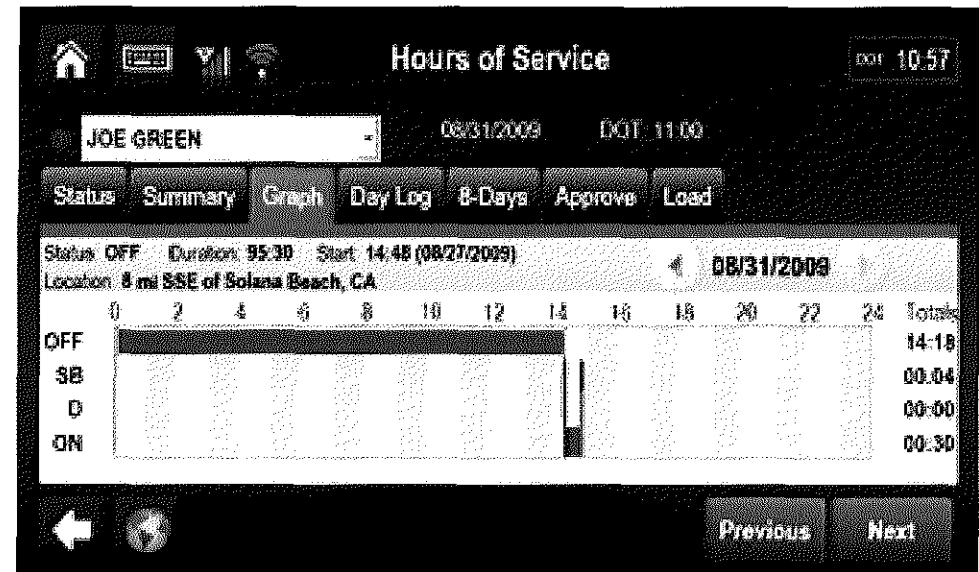 Hours of Service DOT 10:57
JOE GREEN 08/31/2009 DOT 11:00
Status Summary Graph Day Log 8-Days Approve Load
Status: OFF Duration: 95:30 Start: 14:48 (08/27/2009)
08/31/2009
Location: 8 mi SSE of Solana Beach, CA
0 2 4 6 8 10 12 14 16 18 20 22 24 Totals
OFF 14:18
SB 00:04
D 00:00
ON 00:30
Previous Next